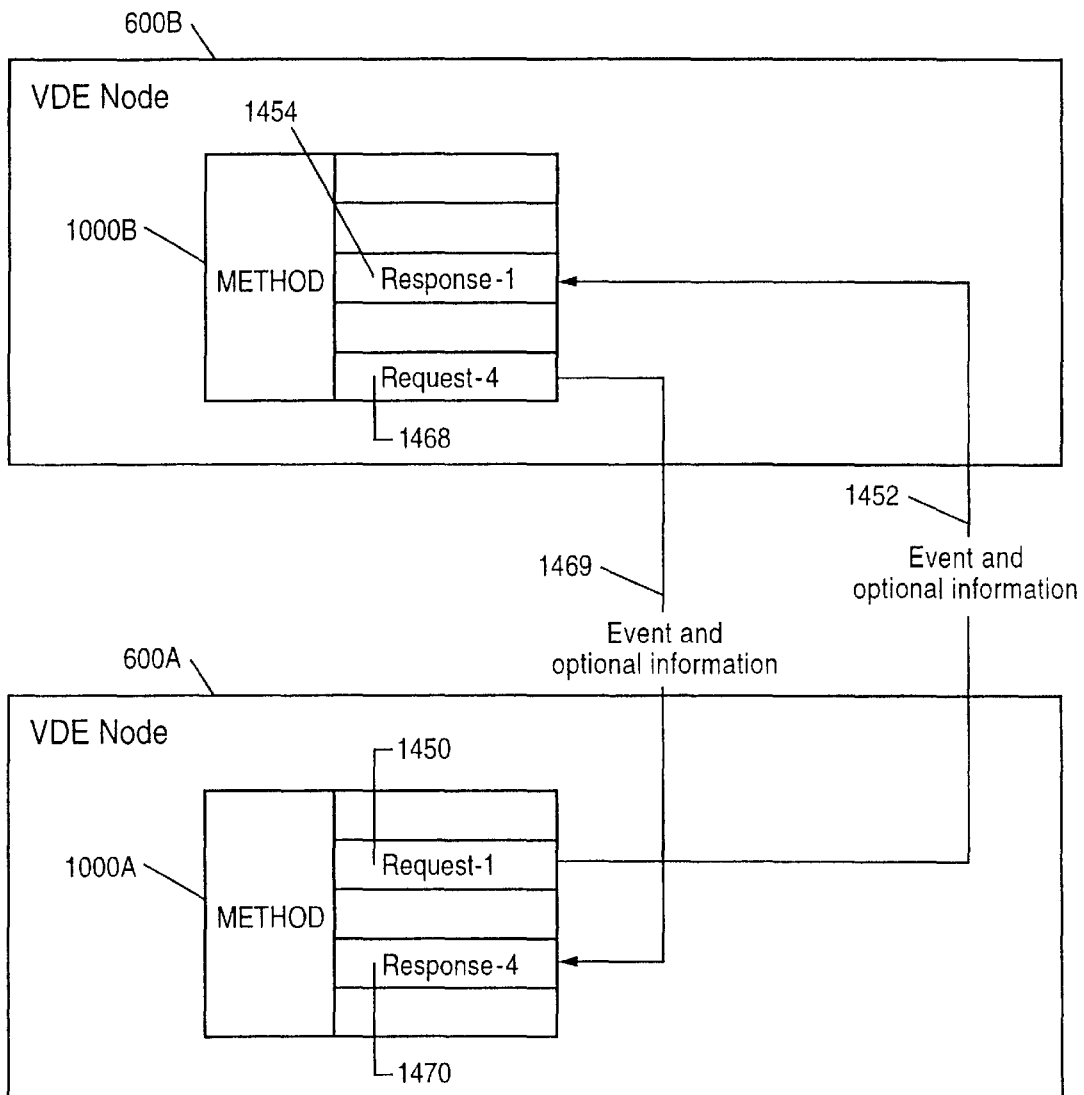 600B
VDE Node
1454
1000B
METHOD
Response-1
Request-4
1468
1452
Event and
optional information
1469
Event and
optional information
600A
VDE Node
1450
1000A
METHOD
Request-1
Response-4
1470